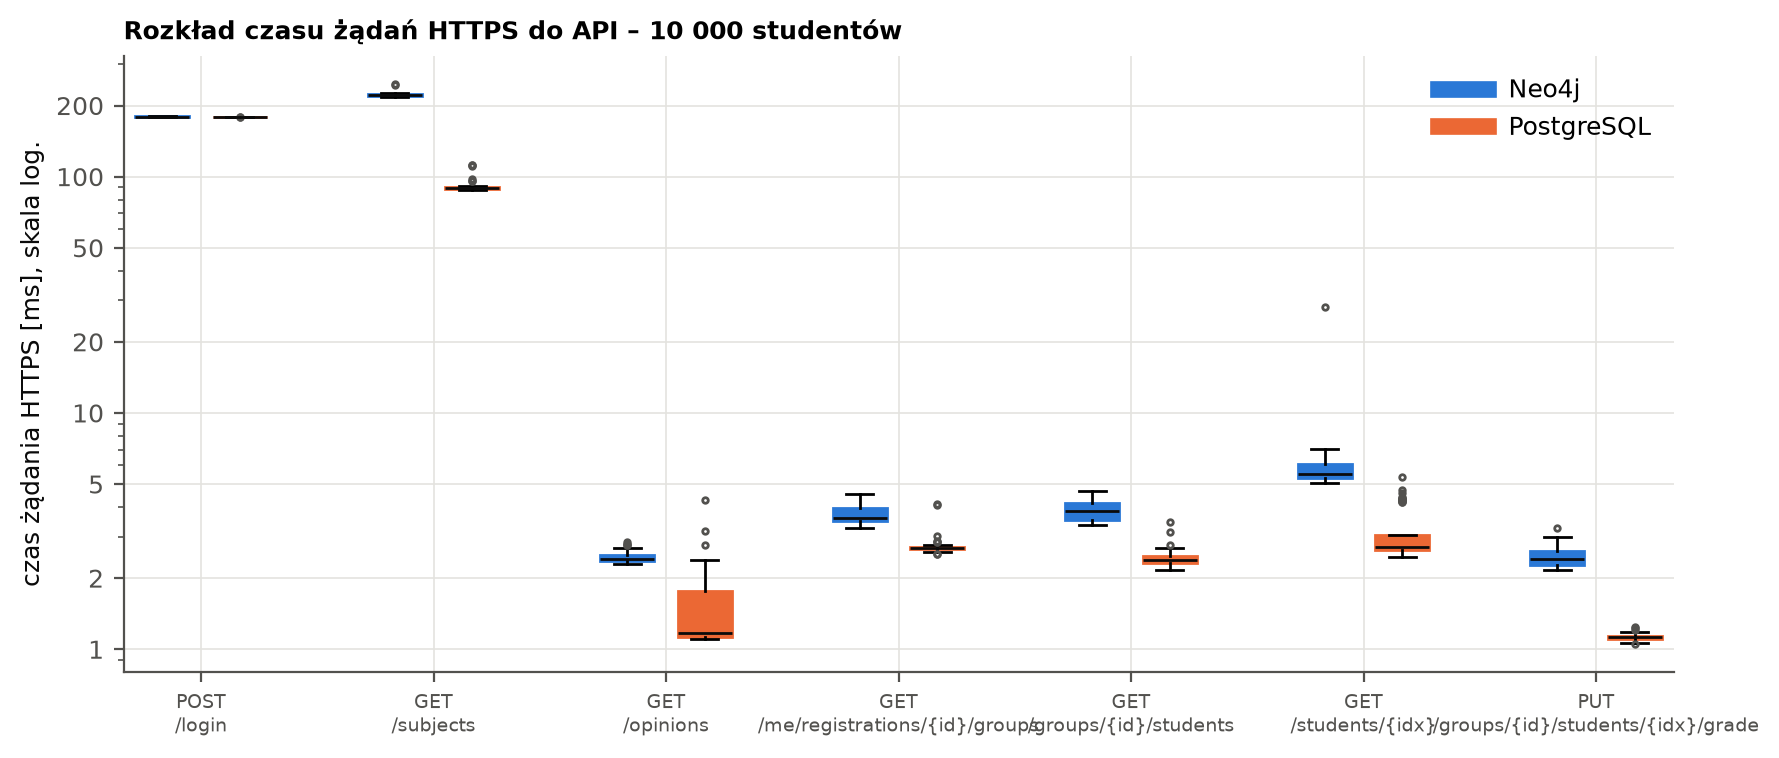 Rozkład czasu żądań HTTPS do API – 10 000 studentów
czas żądania HTTPS [ms], skala log.
200
100
50
20
10
5
2
1
Neo4j
PostgreSQL
POST
/login
GET
/subjects
GET
/opinions
GET
/me/registrations/{id}/groups
GET
/groups/{id}/students
GET
/students/{idx}
PUT
/groups/{id}/students/{idx}/grade